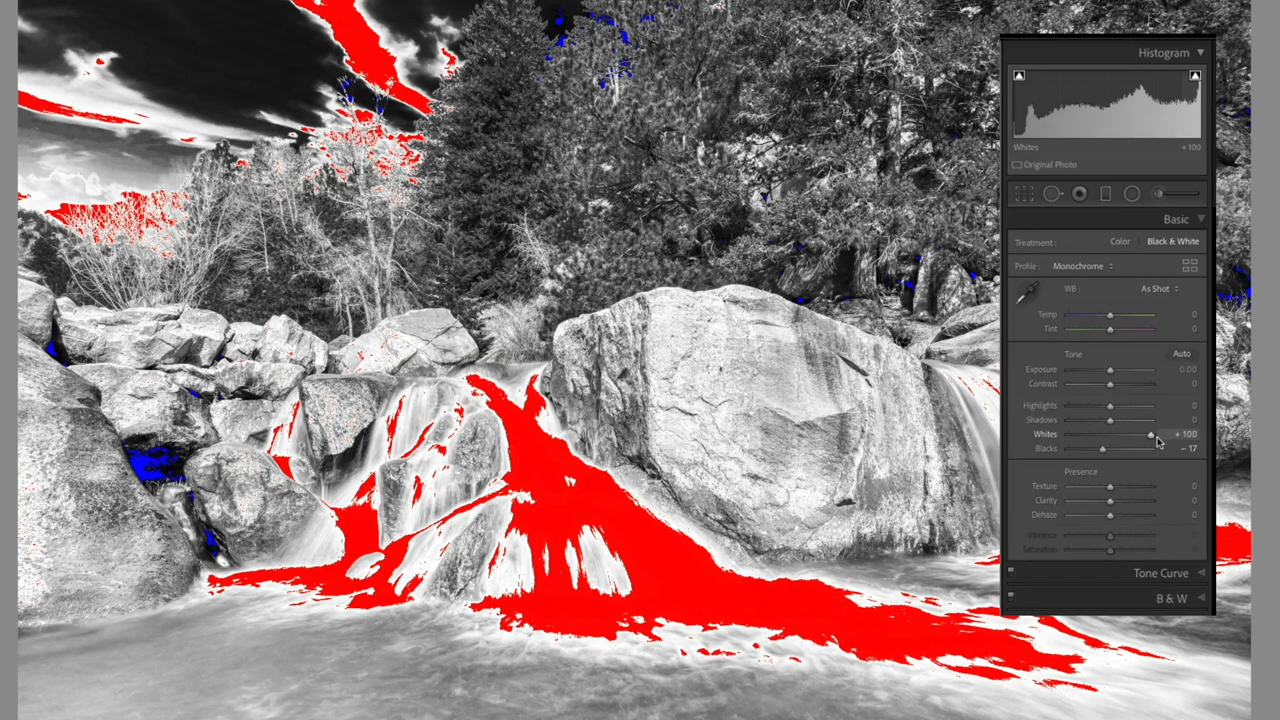 Histogram
Whites +100
Original Photo
Basic
Treatment : Color Black & White
Profile : Monochrome
WB : As Shot
Temp 0
Tint 0
Tone Auto
Exposure 0.00
Contrast 0
Highlights 0
Shadows 0
Whites + 100
Blacks – 17
Presence
Texture 0
Clarity 0
Dehaze 0
Vibrance
Saturation
Tone Curve
B & W